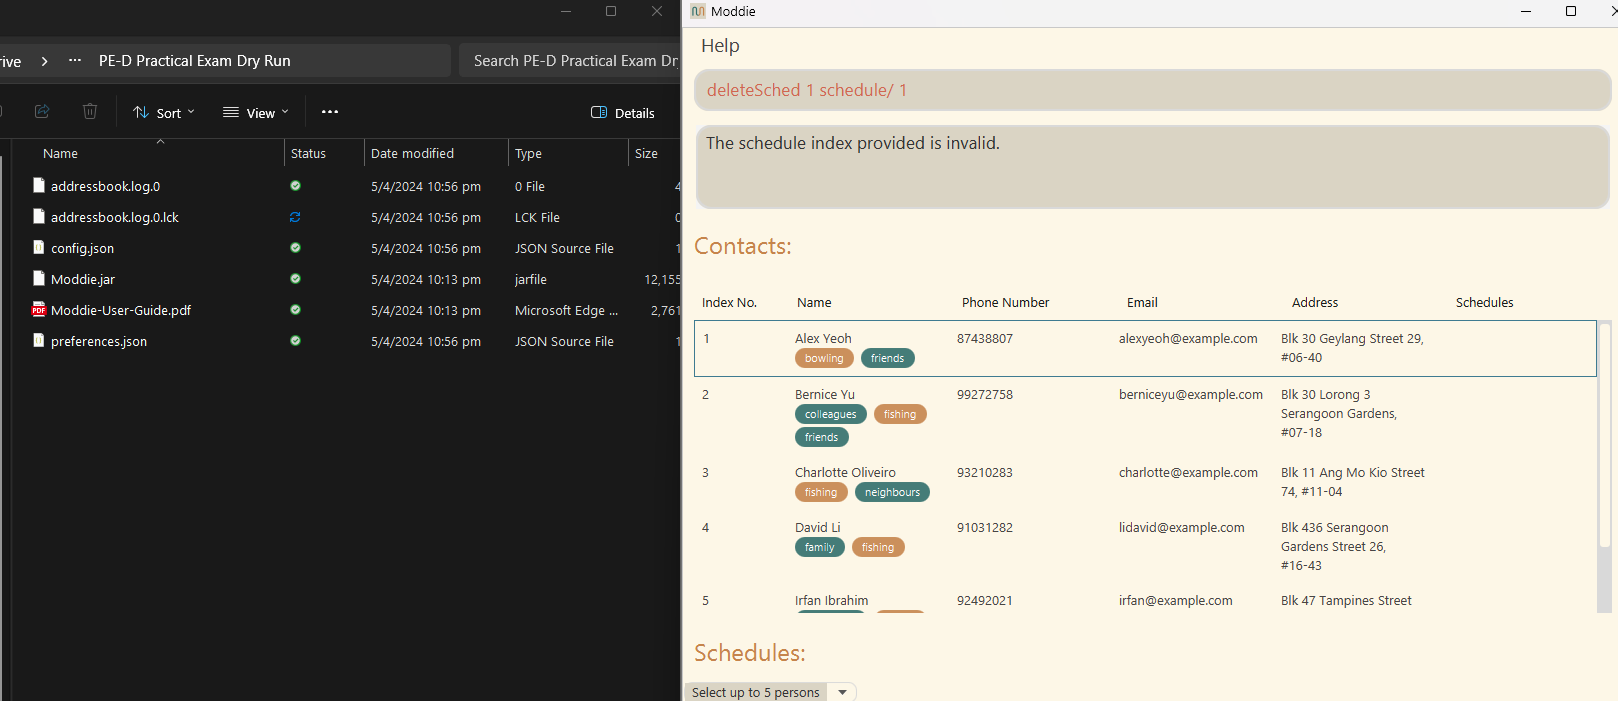 rive > ... PE-D Practical Exam Dry Run
Search PE-D Practical Exam Dr
Sort View ... Details
Name Status Date modified Type Size
addressbook.log.0 5/4/2024 10:56 pm 0 File 4
addressbook.log.0.lck 5/4/2024 10:56 pm LCK File 0
config.json 5/4/2024 10:56 pm JSON Source File 1
Moddie.jar 5/4/2024 10:13 pm jarfile 12,155
Moddie-User-Guide.pdf 5/4/2024 10:13 pm Microsoft Edge ... 2,761
preferences.json 5/4/2024 10:56 pm JSON Source File 1
PDF
Moddie
Help
deleteSched 1 schedule/ 1
The schedule index provided is invalid.
Contacts:
Index No. Name Phone Number Email Address Schedules
1 Alex Yeoh 87438807 alexyeoh@example.com Blk 30 Geylang Street 29,
bowling friends #06-40
2 Bernice Yu 99272758 berniceyu@example.com Blk 30 Lorong 3
colleagues fishing Serangoon Gardens,
friends #07-18
3 Charlotte Oliveiro 93210283 charlotte@example.com Blk 11 Ang Mo Kio Street
fishing neighbours 74, #11-04
4 David Li 91031282 lidavid@example.com Blk 436 Serangoon
family fishing Gardens Street 26,
#16-43
5 Irfan Ibrahim 92492021 irfan@example.com Blk 47 Tampines Street
Schedules:
Select up to 5 persons